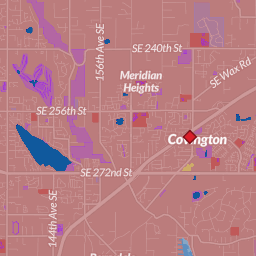 156th Ave SE
SE 240th St
SE Wax Rd
Meridian
Heights
SE 256th St
Covington
SE 272nd St
144th Ave SE